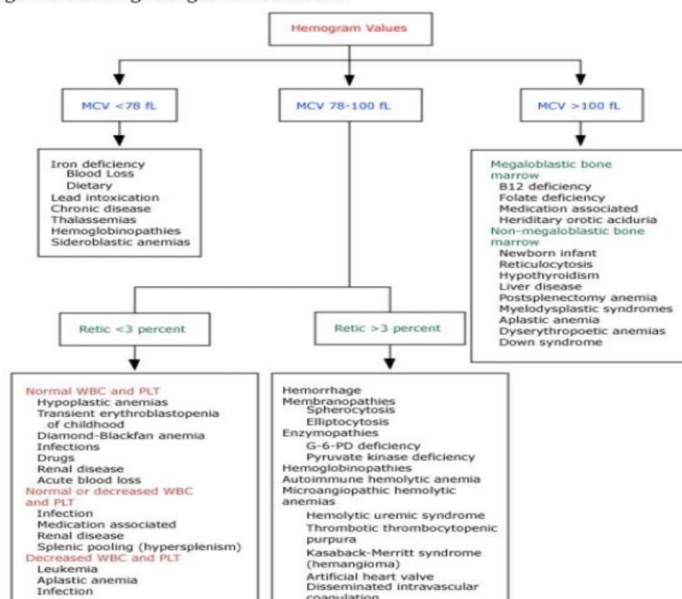 Hemogram Values
MCV <78 fL
MCV 78-100 fL
MCV >100 fL
Iron deficiency
Blood Loss
Dietary
Lead intoxication
Chronic disease
Thalassemias
Hemoglobinopathies
Sideroblastic anemias
Megaloblastic bone
marrow
B12 deficiency
Folate deficiency
Medication associated
Heriditary orotic aciduria
Non-megaloblastic bone
marrow
Newborn infant
Reticulocytosis
Hypothyroidism
Liver disease
Postsplenectomy anemia
Myelodysplastic syndromes
Aplastic anemia
Dyserythropoetic anemias
Down syndrome
Retic <3 percent
Retic >3 percent
Normal WBC and PLT
Hypoplastic anemias
Transient erythroblastopenia
of childhood
Diamond-Blackfan anemia
Infections
Drugs
Renal disease
Acute blood loss
Normal or decreased WBC
and PLT
Infection
Medication associated
Renal disease
Splenic pooling (hypersplenism)
Decreased WBC and PLT
Leukemia
Aplastic anemia
Infection
Hemorrhage
Membranopathies
Spherocytosis
Elliptocytosis
Enzymopathies
G-6-PD deficiency
Pyruvate kinase deficiency
Hemoglobinopathies
Autoimmune hemolytic anemia
Microangiopathic hemolytic
anemias
Hemolytic uremic syndrome
Thrombotic thrombocytopenic
purpura
Kasaback-Merritt syndrome
(hemangioma)
Artificial heart valve
Disseminated intravascular
coagulation